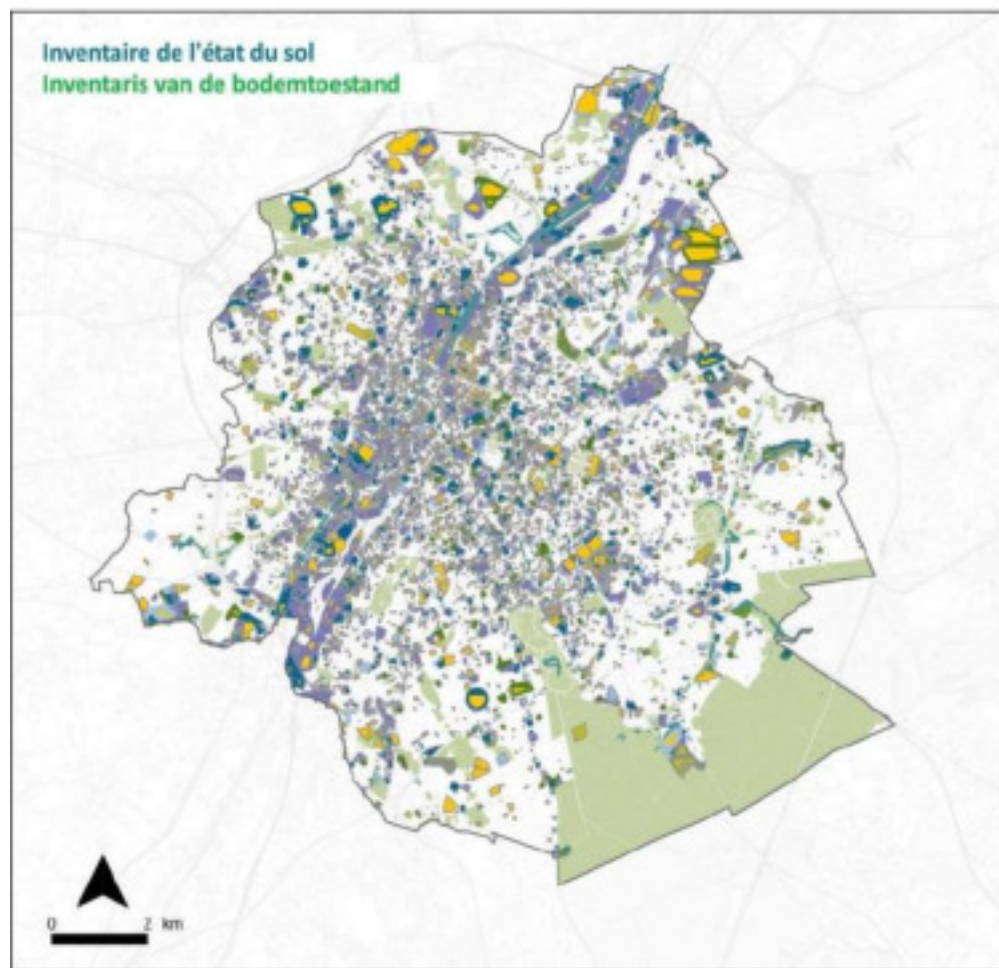 Inventaire de l'état du sol
Inventaris van de bodemtoestand
0 2 km